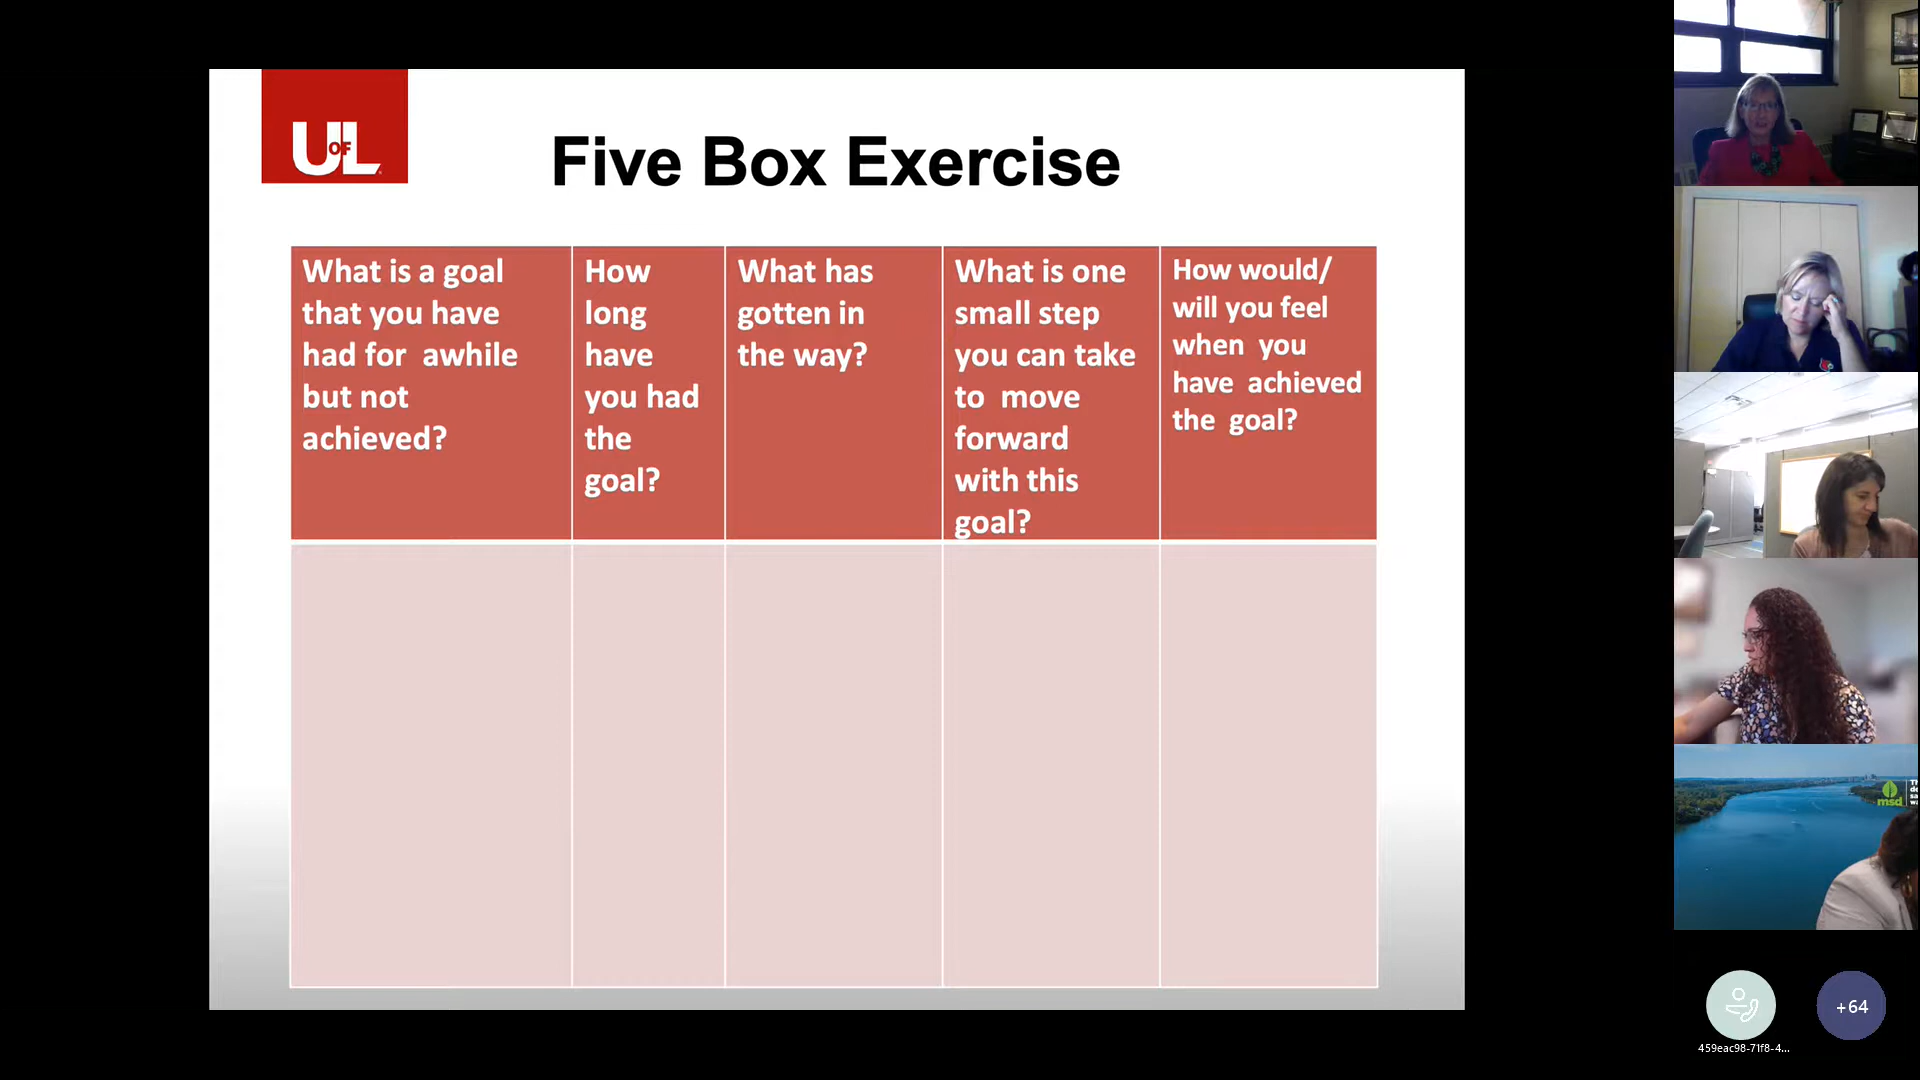 U OF L
Five Box Exercise
What is a goal
that you have
had for awhile
but not
achieved?
How
long
have
you had
the
goal?
What has
gotten in
the way?
What is one
small step
you can take
to move
forward
with this
goal?
How would/
will you feel
when you
have achieved
the goal?
msd
+64
459eac98-71f8-4...